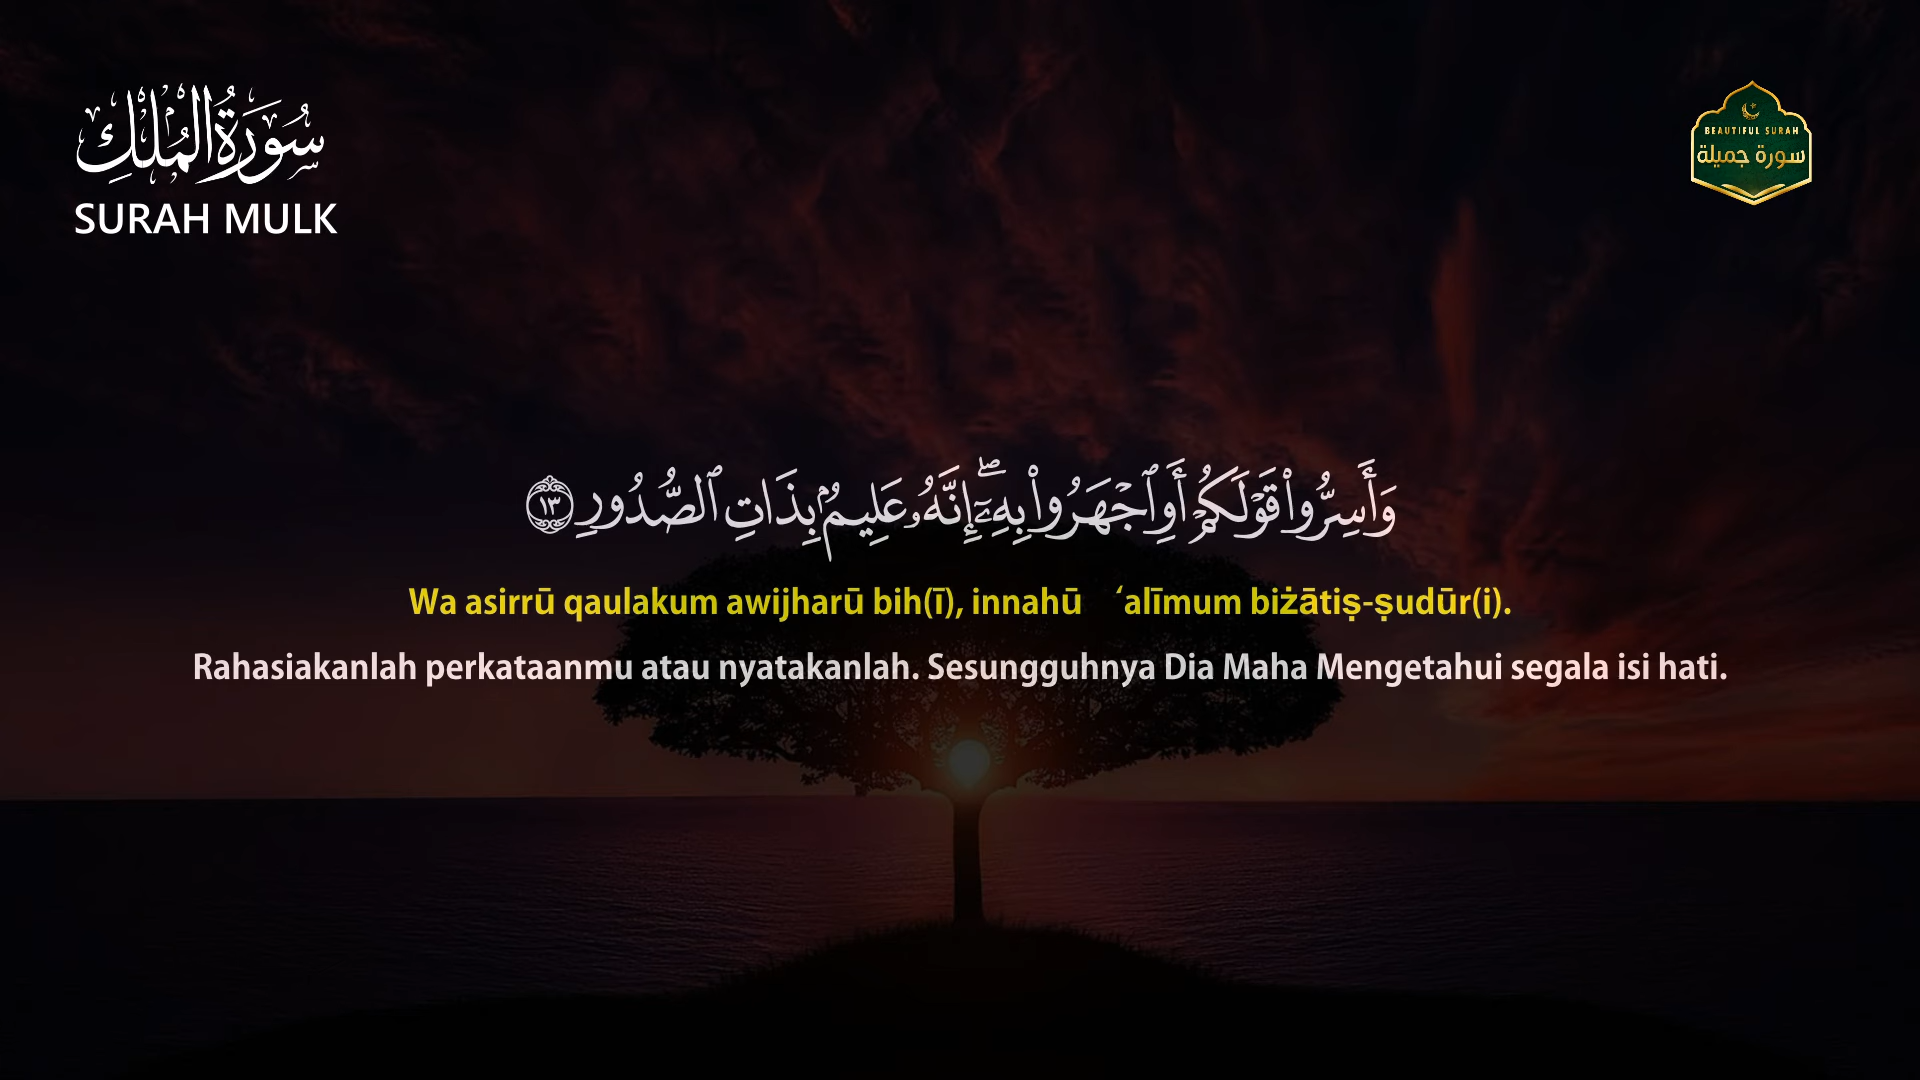 سُورَةُ المُلْكِ
SURAH MULK
BEAUTIFUL SURAH
سورة جميلة
وَأَسِرُّوا۟ قَوْلَكُمْ أَوِ ٱجْهَرُوا۟ بِهِۦٓ ۖ إِنَّهُۥ عَلِيمٌۢ بِذَاتِ ٱلصُّدُورِ ١٣
Wa asirrū qaulakum awijharū bih(ī), innahū ‘alīmum biżātiṣ-ṣudūr(i).
Rahasiakanlah perkataanmu atau nyatakanlah. Sesungguhnya Dia Maha Mengetahui segala isi hati.